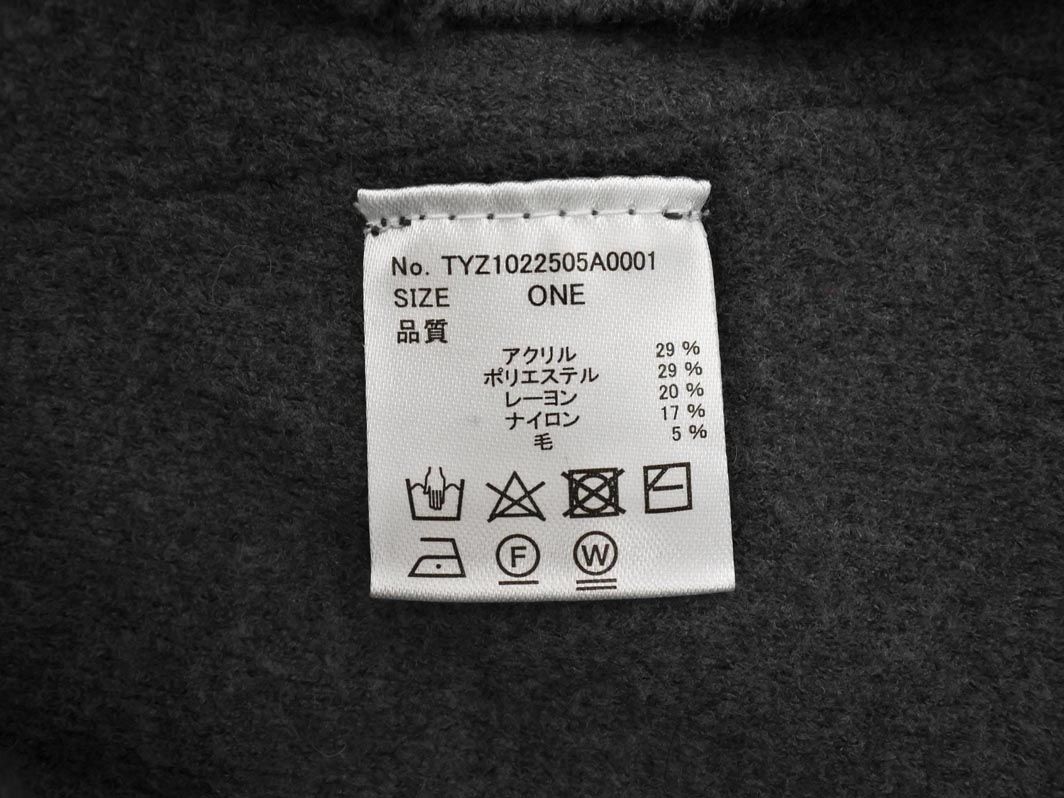 No. TYZ1022505A0001
SIZE ONE
品質
アクリル 29 %
ポリエステル 29 %
レーヨン 20 %
ナイロン 17 %
毛 5 %
F W